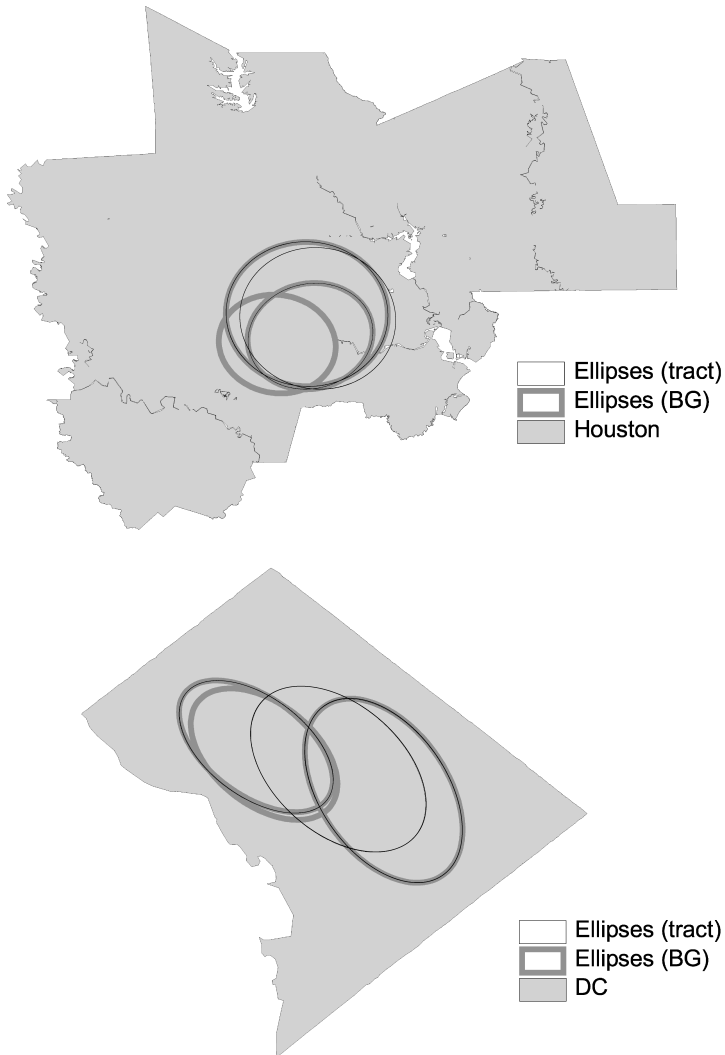 Ellipses (tract)
Ellipses (BG)
Houston
Ellipses (tract)
Ellipses (BG)
DC